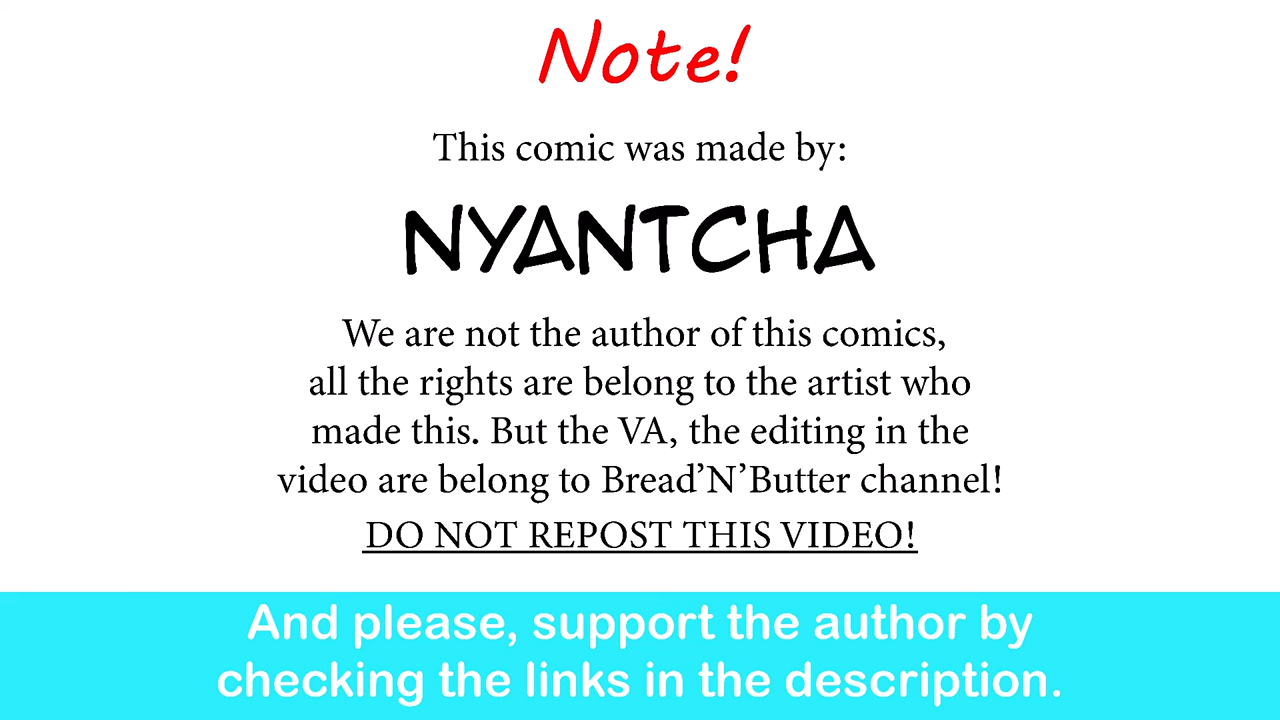 Note!
This comic was made by:
NYANTCHA
We are not the author of this comics,
all the rights are belong to the artist who
made this. But the VA, the editing in the
video are belong to Bread’N’Butter channel!
DO NOT REPOST THIS VIDEO!
And please, support the author by
checking the links in the description.